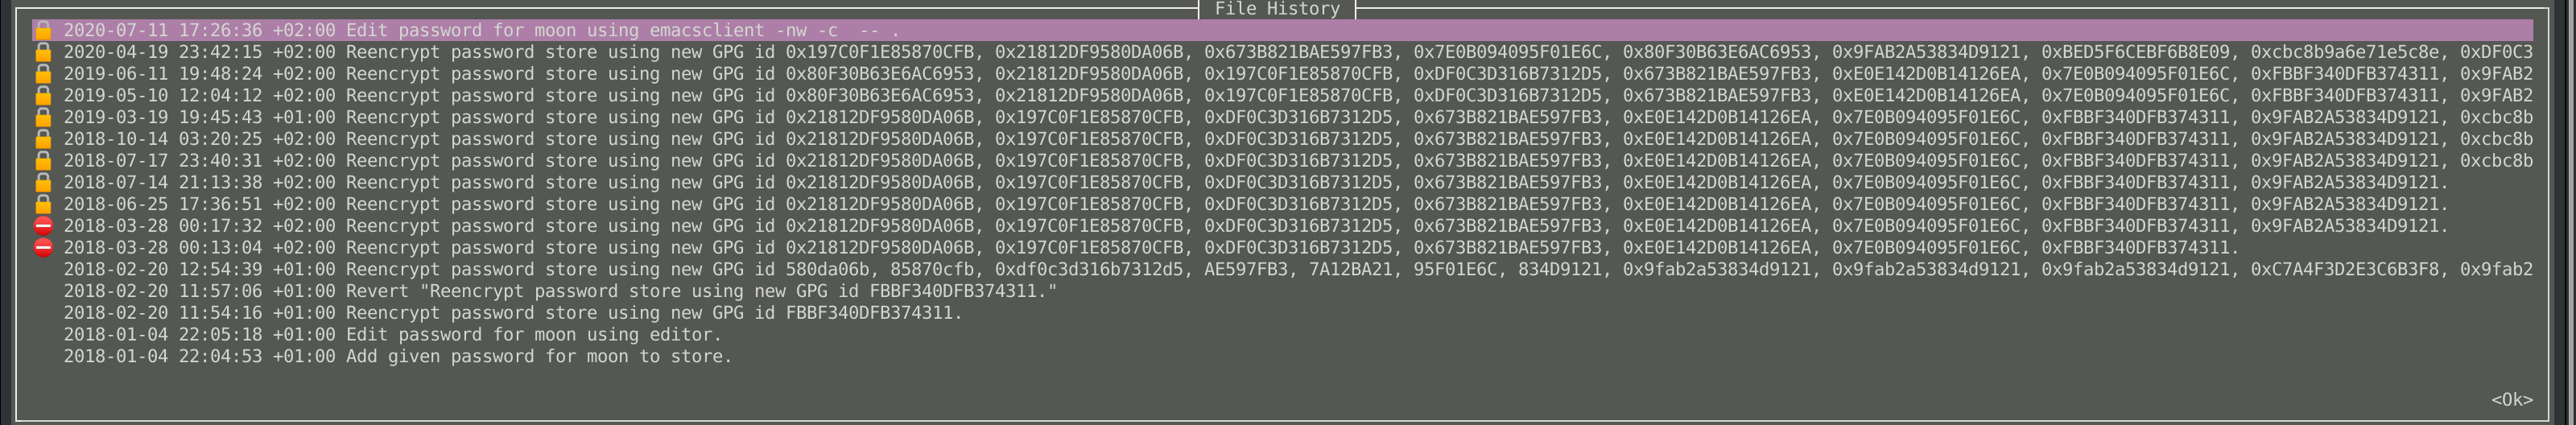 File History
2020-07-11 17:26:36 +02:00 Edit password for moon using emacsclient -nw -c  -- .
2020-04-19 23:42:15 +02:00 Reencrypt password store using new GPG id 0x197C0F1E85870CFB, 0x21812DF9580DA06B, 0x673B821BAE597FB3, 0x7E0B094095F01E6C, 0x80F30B63E6AC6953, 0x9FAB2A53834D9121, 0xBED5F6CEBF6B8E09, 0xcbc8b9a6e71e5c8e, 0xDF0C3
2019-06-11 19:48:24 +02:00 Reencrypt password store using new GPG id 0x80F30B63E6AC6953, 0x21812DF9580DA06B, 0x197C0F1E85870CFB, 0xDF0C3D316B7312D5, 0x673B821BAE597FB3, 0xE0E142D0B14126EA, 0x7E0B094095F01E6C, 0xFBBF340DFB374311, 0x9FAB2
2019-05-10 12:04:12 +02:00 Reencrypt password store using new GPG id 0x80F30B63E6AC6953, 0x21812DF9580DA06B, 0x197C0F1E85870CFB, 0xDF0C3D316B7312D5, 0x673B821BAE597FB3, 0xE0E142D0B14126EA, 0x7E0B094095F01E6C, 0xFBBF340DFB374311, 0x9FAB2
2019-03-19 19:45:43 +01:00 Reencrypt password store using new GPG id 0x21812DF9580DA06B, 0x197C0F1E85870CFB, 0xDF0C3D316B7312D5, 0x673B821BAE597FB3, 0xE0E142D0B14126EA, 0x7E0B094095F01E6C, 0xFBBF340DFB374311, 0x9FAB2A53834D9121, 0xcbc8b
2018-10-14 03:20:25 +02:00 Reencrypt password store using new GPG id 0x21812DF9580DA06B, 0x197C0F1E85870CFB, 0xDF0C3D316B7312D5, 0x673B821BAE597FB3, 0xE0E142D0B14126EA, 0x7E0B094095F01E6C, 0xFBBF340DFB374311, 0x9FAB2A53834D9121, 0xcbc8b
2018-07-17 23:40:31 +02:00 Reencrypt password store using new GPG id 0x21812DF9580DA06B, 0x197C0F1E85870CFB, 0xDF0C3D316B7312D5, 0x673B821BAE597FB3, 0xE0E142D0B14126EA, 0x7E0B094095F01E6C, 0xFBBF340DFB374311, 0x9FAB2A53834D9121, 0xcbc8b
2018-07-14 21:13:38 +02:00 Reencrypt password store using new GPG id 0x21812DF9580DA06B, 0x197C0F1E85870CFB, 0xDF0C3D316B7312D5, 0x673B821BAE597FB3, 0xE0E142D0B14126EA, 0x7E0B094095F01E6C, 0xFBBF340DFB374311, 0x9FAB2A53834D9121.
2018-06-25 17:36:51 +02:00 Reencrypt password store using new GPG id 0x21812DF9580DA06B, 0x197C0F1E85870CFB, 0xDF0C3D316B7312D5, 0x673B821BAE597FB3, 0xE0E142D0B14126EA, 0x7E0B094095F01E6C, 0xFBBF340DFB374311, 0x9FAB2A53834D9121.
2018-03-28 00:17:32 +02:00 Reencrypt password store using new GPG id 0x21812DF9580DA06B, 0x197C0F1E85870CFB, 0xDF0C3D316B7312D5, 0x673B821BAE597FB3, 0xE0E142D0B14126EA, 0x7E0B094095F01E6C, 0xFBBF340DFB374311, 0x9FAB2A53834D9121.
2018-03-28 00:13:04 +02:00 Reencrypt password store using new GPG id 0x21812DF9580DA06B, 0x197C0F1E85870CFB, 0xDF0C3D316B7312D5, 0x673B821BAE597FB3, 0xE0E142D0B14126EA, 0x7E0B094095F01E6C, 0xFBBF340DFB374311.
2018-02-20 12:54:39 +01:00 Reencrypt password store using new GPG id 580da06b, 85870cfb, 0xdf0c3d316b7312d5, AE597FB3, 7A12BA21, 95F01E6C, 834D9121, 0x9fab2a53834d9121, 0x9fab2a53834d9121, 0x9fab2a53834d9121, 0xC7A4F3D2E3C6B3F8, 0x9fab2
2018-02-20 11:57:06 +01:00 Revert "Reencrypt password store using new GPG id FBBF340DFB374311."
2018-02-20 11:54:16 +01:00 Reencrypt password store using new GPG id FBBF340DFB374311.
2018-01-04 22:05:18 +01:00 Edit password for moon using editor.
2018-01-04 22:04:53 +01:00 Add given password for moon to store.
<Ok>